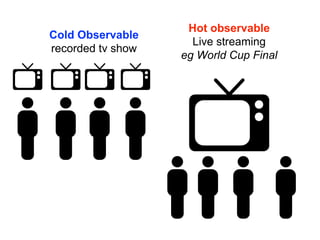 Cold Observable
recorded tv show
Hot observable
Live streaming
eg World Cup Final